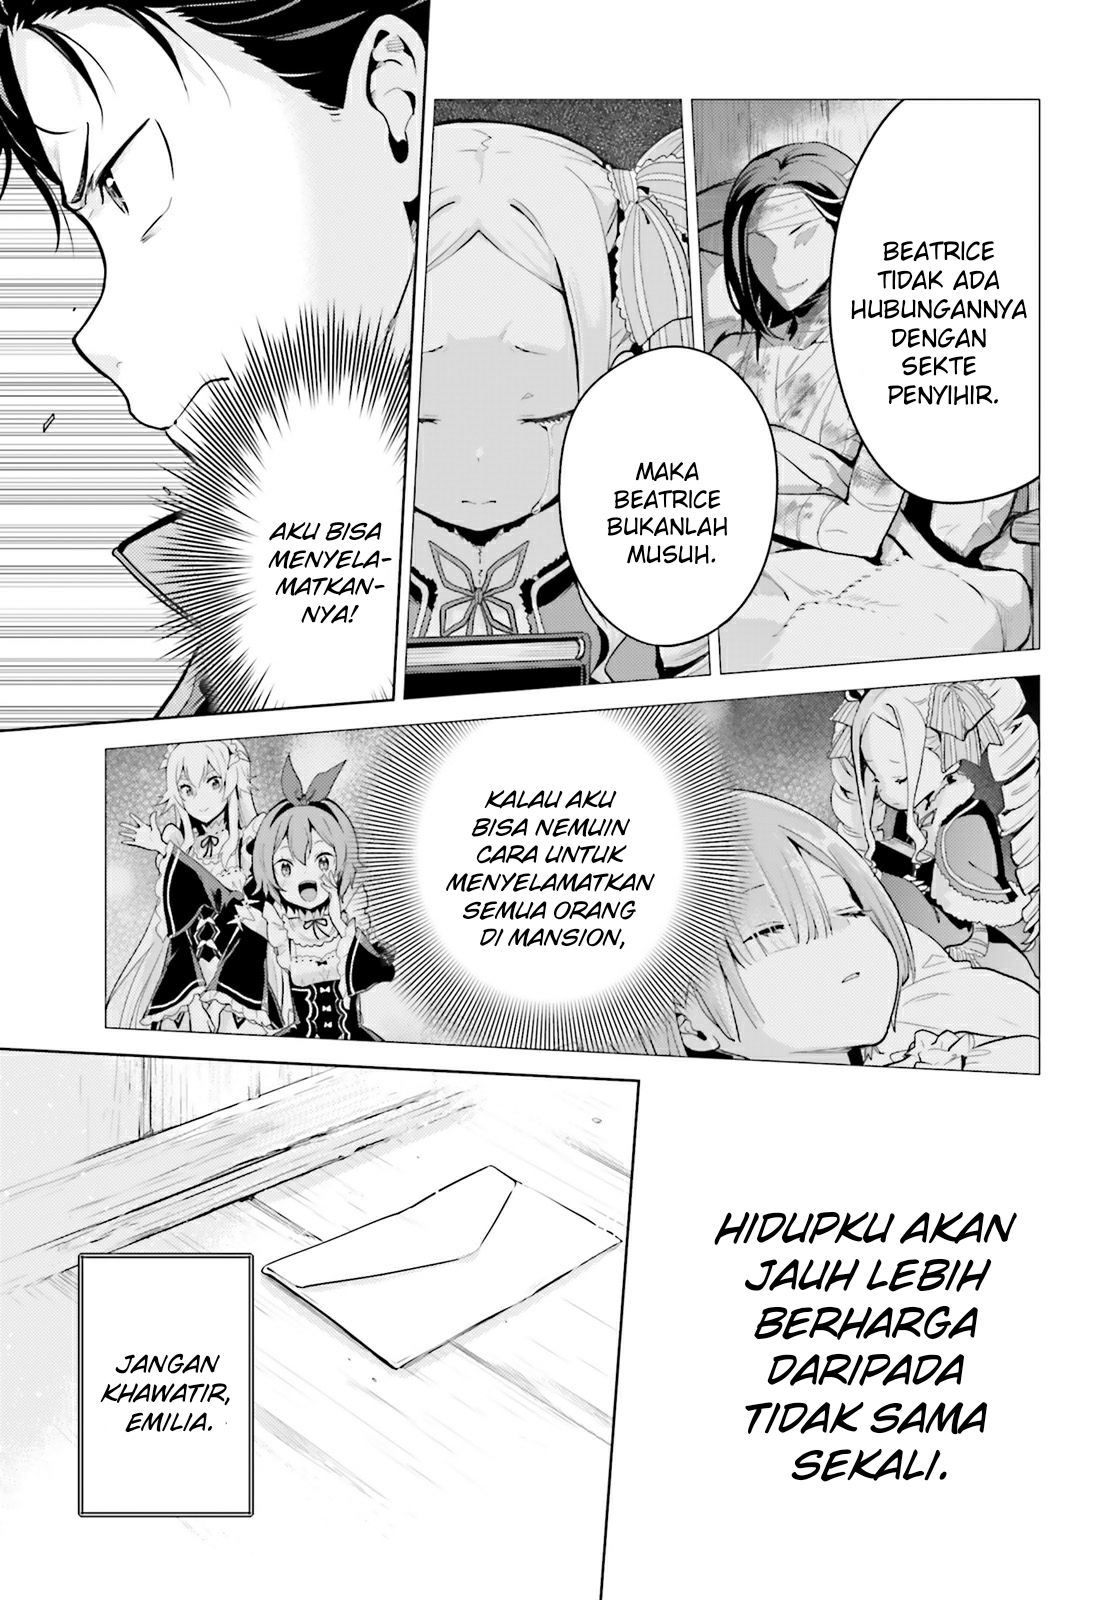 BEATRICE
TIDAK ADA
HUBUNGANNYA
DENGAN
SEKTE
PENYIHIR.
MAKA
BEATRICE
BUKANLAH
MUSUH.
AKU BISA
MENYELA-
MATKAN-
NYA!
KALAU AKU
BISA NEMUIN
CARA UNTUK
MENYELAMATKAN
SEMUA ORANG
DI MANSION,
HIDUPKU AKAN
JAUH LEBIH
BERHARGA
DARIPADA
TIDAK SAMA
SEKALI.
JANGAN
KHAWATIR,
EMILIA.